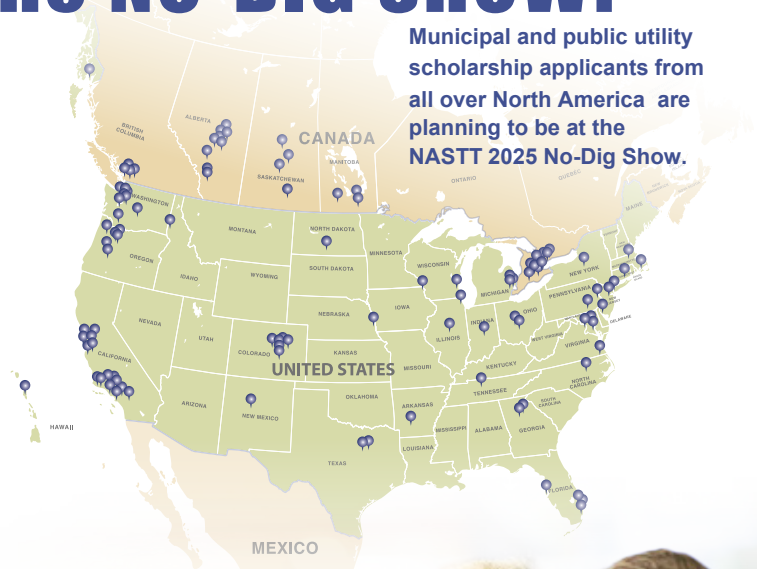 NO-DIG SHOW!
Municipal and public utility
scholarship applicants from
all over North America are
planning to be at the
NASTT 2025 No-Dig Show.
BRITISH
COLUMBIA
ALBERTA
CANADA
SASKATCHEWAN
MANITOBA
ONTARIO
QUEBEC
WASHINGTON
MONTANA
NORTH DAKOTA
MINNESOTA
MAINE
OREGON
IDAHO
WYOMING
SOUTH DAKOTA
WISCONSIN
MICHIGAN
NEW YORK
NEVADA
UTAH
COLORADO
NEBRASKA
IOWA
ILLINOIS
INDIANA
OHIO
PENNSYLVANIA
DELAWARE
CALIFORNIA
KANSAS
UNITED STATES
MISSOURI
KENTUCKY
WEST VIRGINIA
VIRGINIA
ARIZONA
NEW MEXICO
OKLAHOMA
ARKANSAS
TENNESSEE
NORTH
CAROLINA
SOUTH
CAROLINA
HAWAII
TEXAS
LOUISIANA
MISSISSIPPI
ALABAMA
GEORGIA
FLORIDA
MEXICO